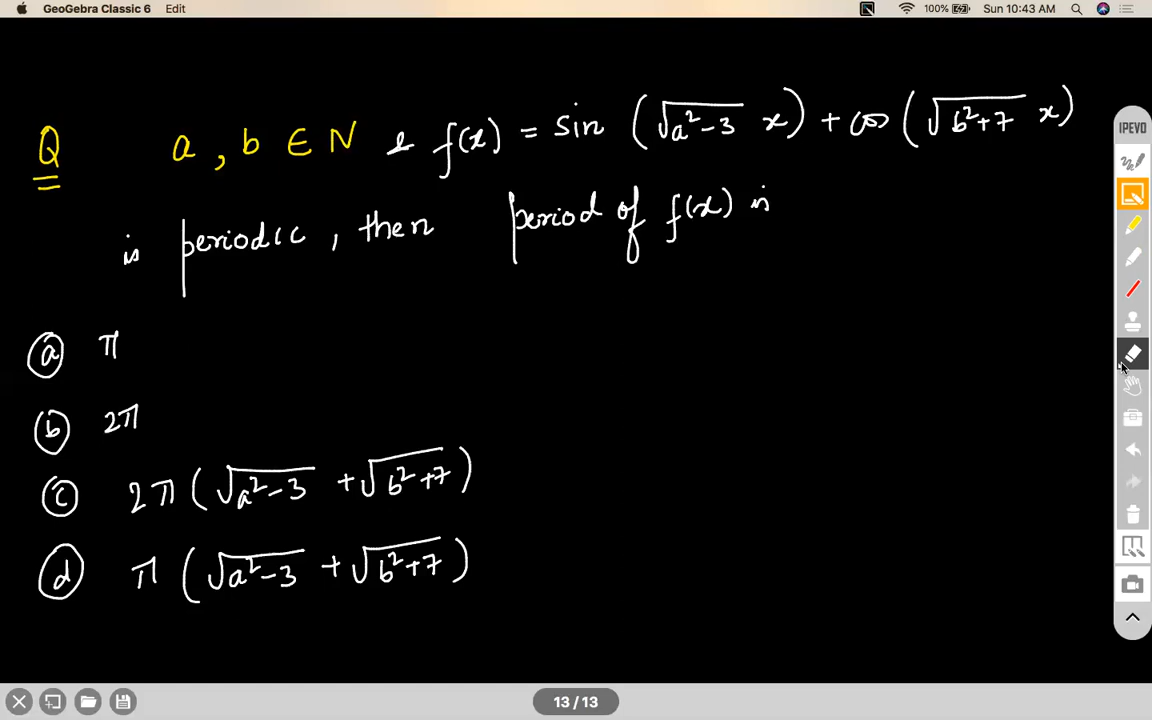 GeoGebra Classic 6 Edit 100% Sun 10:43 AM
Q a, b ∈ N & f(x) = sin (√(a²-3) x) + cos (√(b²+7) x)
is periodic, then period of f(x) is
IPEVO
(a) π
(b) 2π
(c) 2π(√(a²-3) + √(b²+7))
(d) π (√(a²-3) + √(b²+7))
13/13